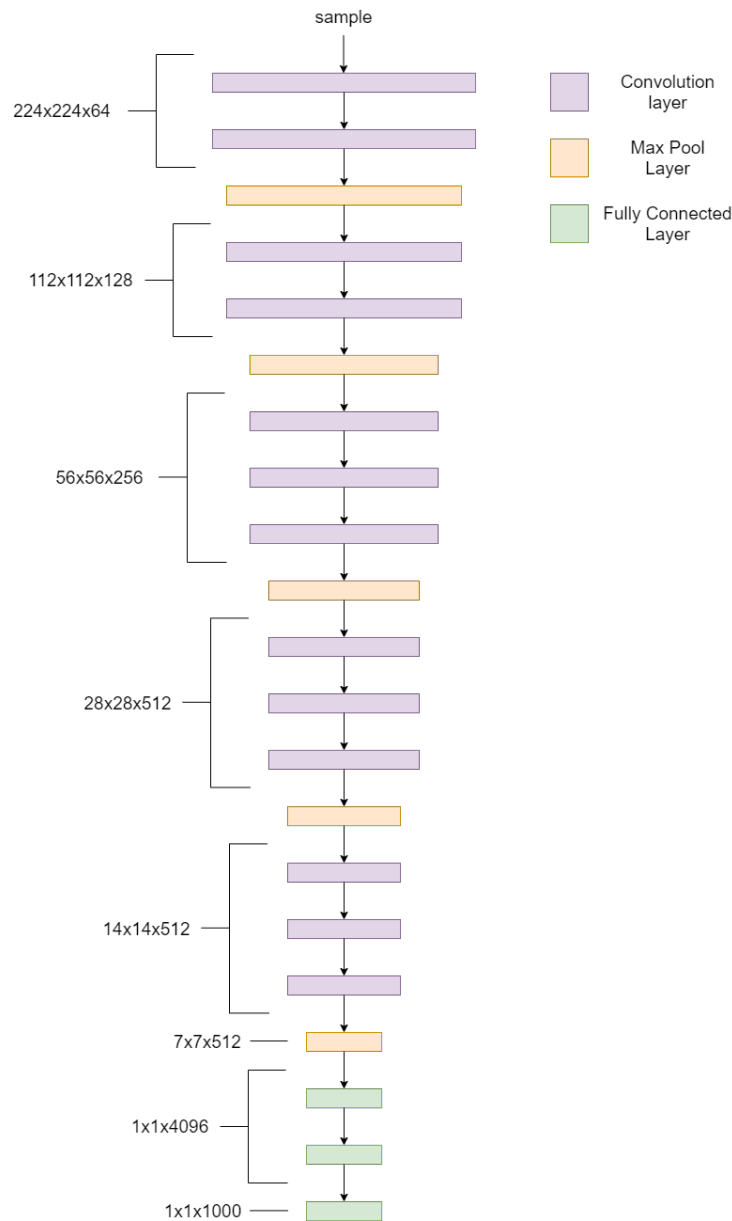 sample
Convolution
layer
224x224x64
Max Pool
Layer
Fully Connected
Layer
112x112x128
56x56x256
28x28x512
14x14x512
7x7x512
1x1x4096
1x1x1000